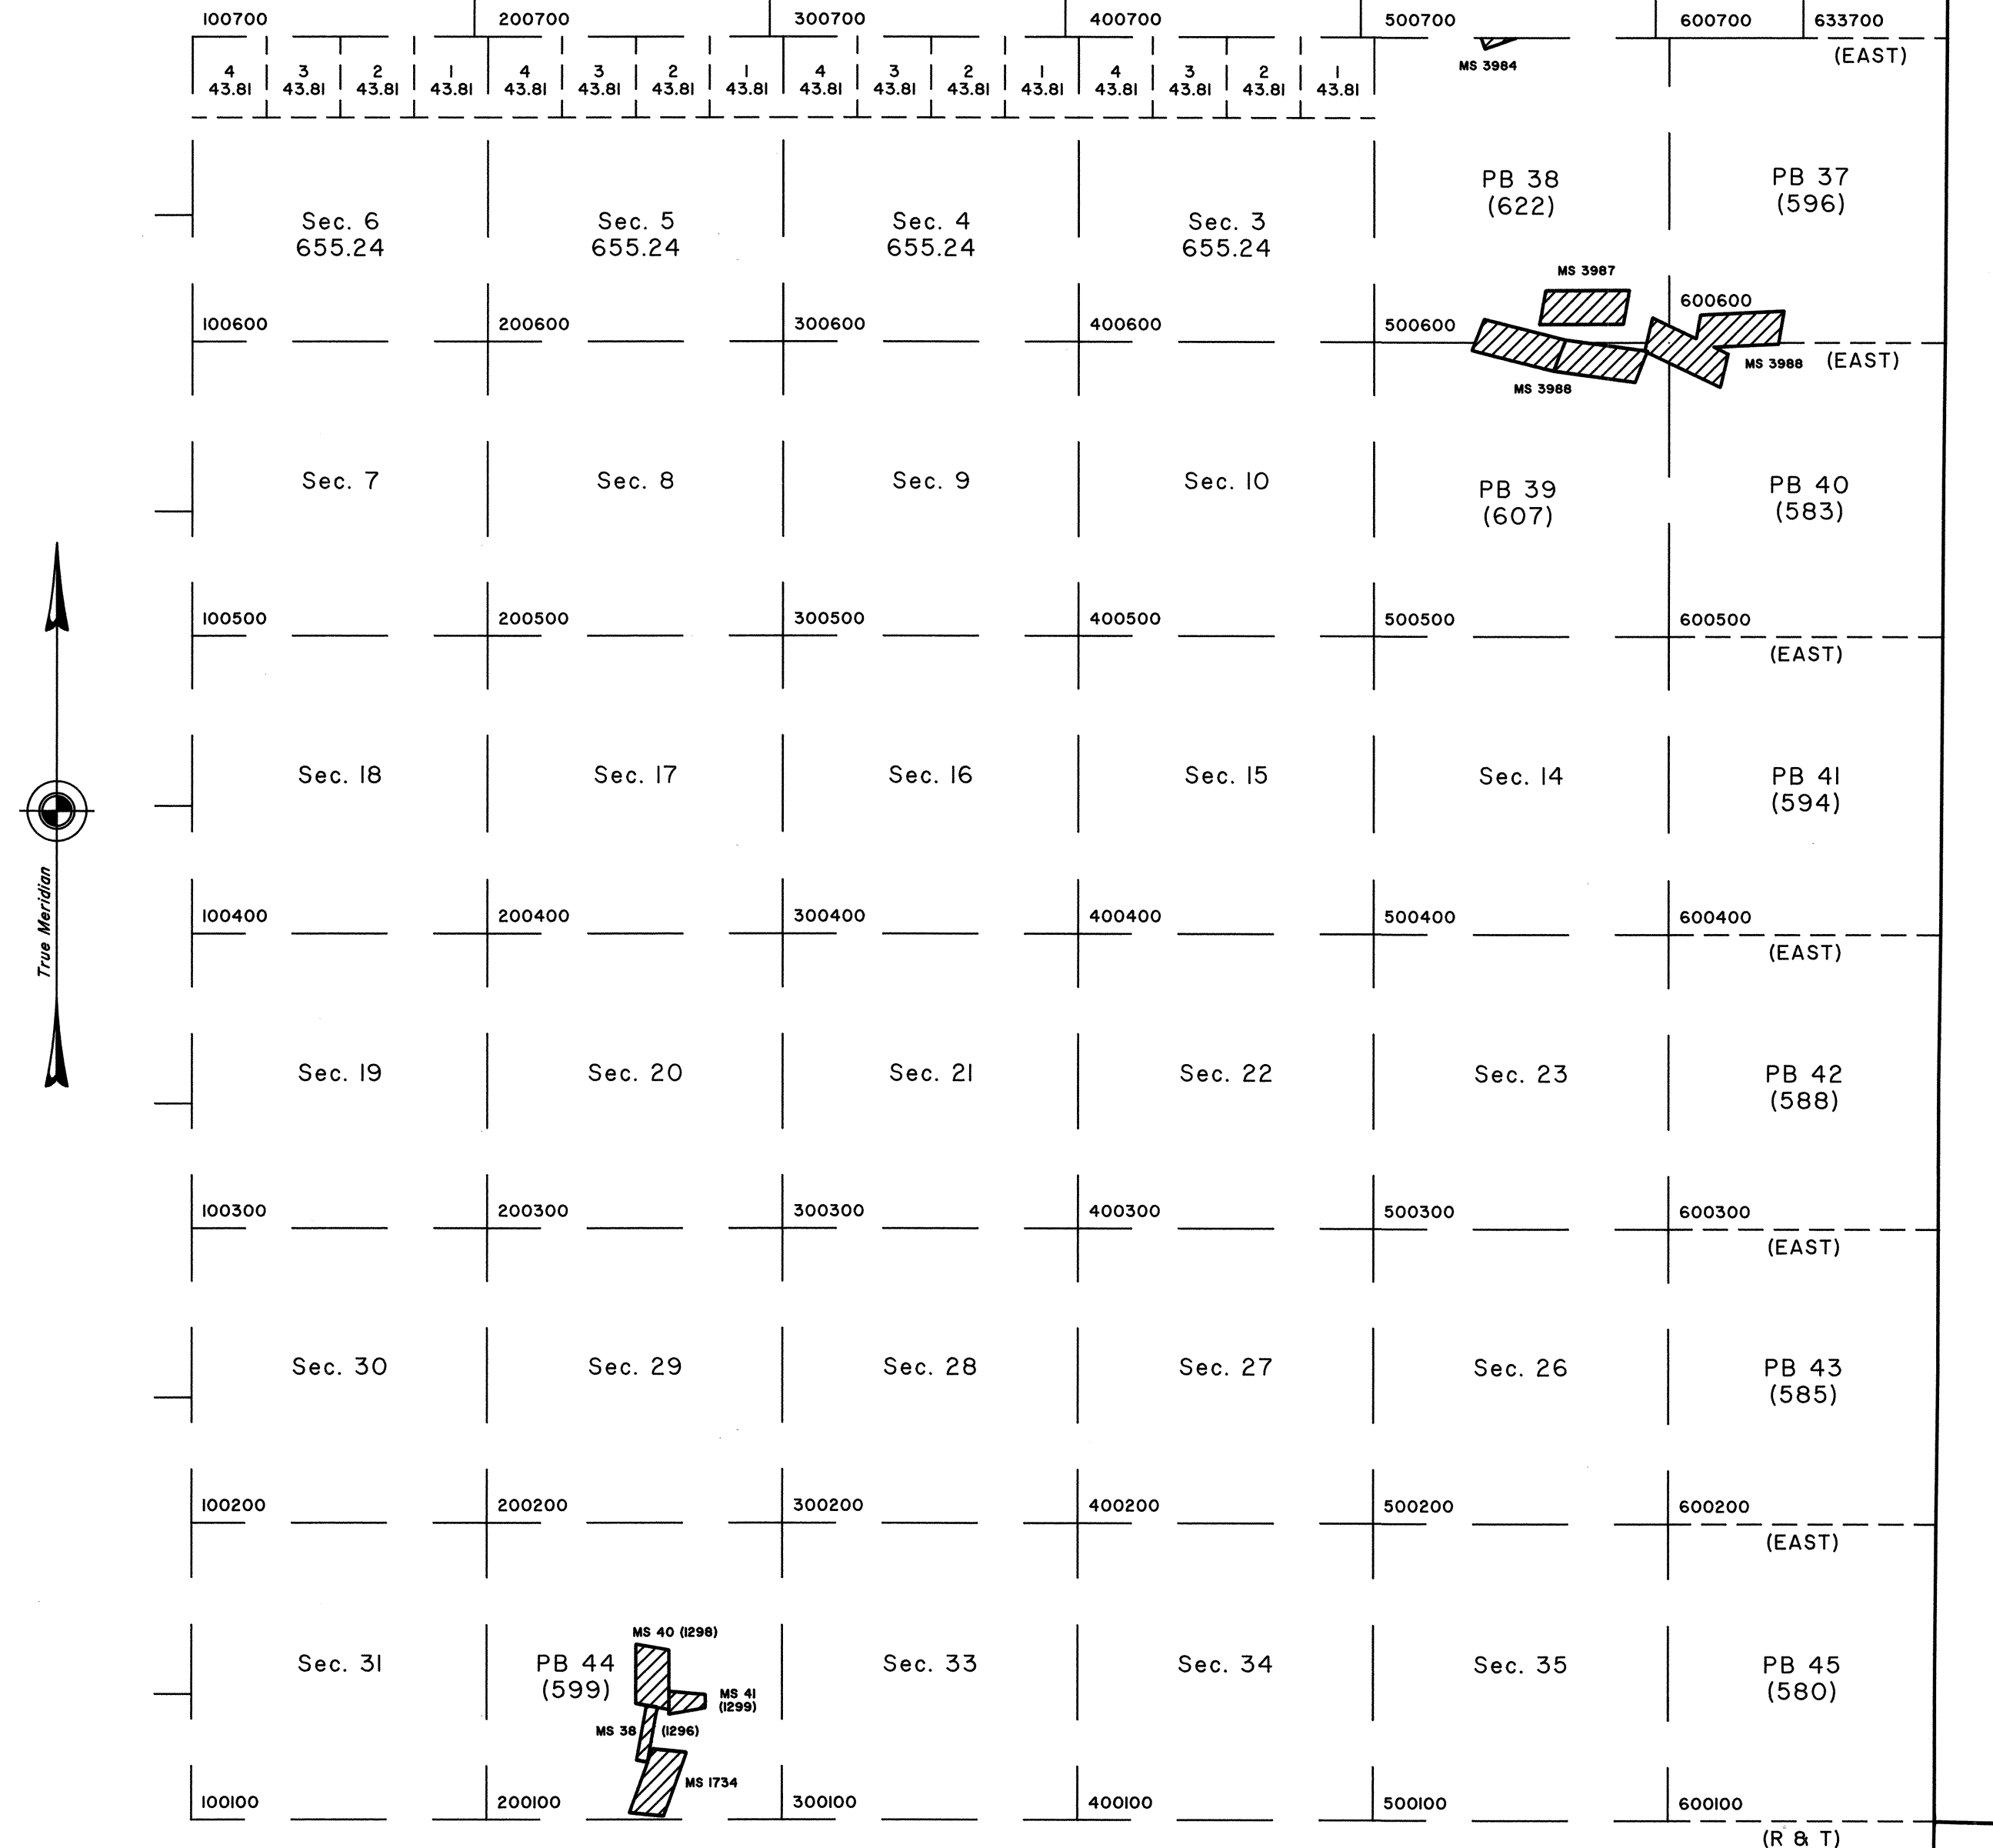 100700 200700 300700 400700 500700 600700 633700
(EAST)
MS 3984
4 3 2 1 4 3 2 1 4 3 2 1 4 3 2 1
43.81 43.81 43.81 43.81 43.81 43.81 43.81 43.81 43.81 43.81 43.81 43.81 43.81 43.81 43.81 43.81
PB 38 PB 37
(622) (596)
Sec. 6 Sec. 5 Sec. 4 Sec. 3
655.24 655.24 655.24 655.24
MS 3987
600600
100600 200600 300600 400600 500600
MS 3988 (EAST)
MS 3988
Sec. 7 Sec. 8 Sec. 9 Sec. 10 PB 39 PB 40
(607) (583)
100500 200500 300500 400500 500500 600500
(EAST)
Sec. 18 Sec. 17 Sec. 16 Sec. 15 Sec. 14 PB 41
(594)
True Meridian
100400 200400 300400 400400 500400 600400
(EAST)
Sec. 19 Sec. 20 Sec. 21 Sec. 22 Sec. 23 PB 42
(588)
100300 200300 300300 400300 500300 600300
(EAST)
Sec. 30 Sec. 29 Sec. 28 Sec. 27 Sec. 26 PB 43
(585)
100200 200200 300200 400200 500200 600200
(EAST)
MS 40 (1298)
Sec. 31 PB 44 Sec. 33 Sec. 34 Sec. 35 PB 45
(599) (580)
MS 41
(1299)
MS 38 (1296)
MS 1734
100100 200100 300100 400100 500100 600100
(R & T)